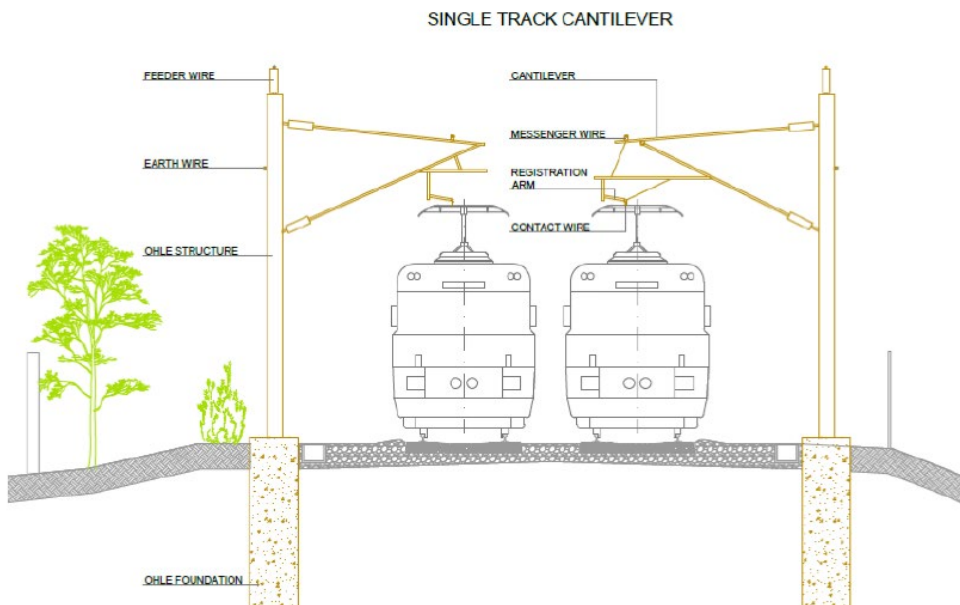 SINGLE TRACK CANTILEVER
FEEDER WIRE
CANTILEVER
MESSENGER WIRE
EARTH WIRE
REGISTRATION
ARM
CONTACT WIRE
OHLE STRUCTURE
OHLE FOUNDATION